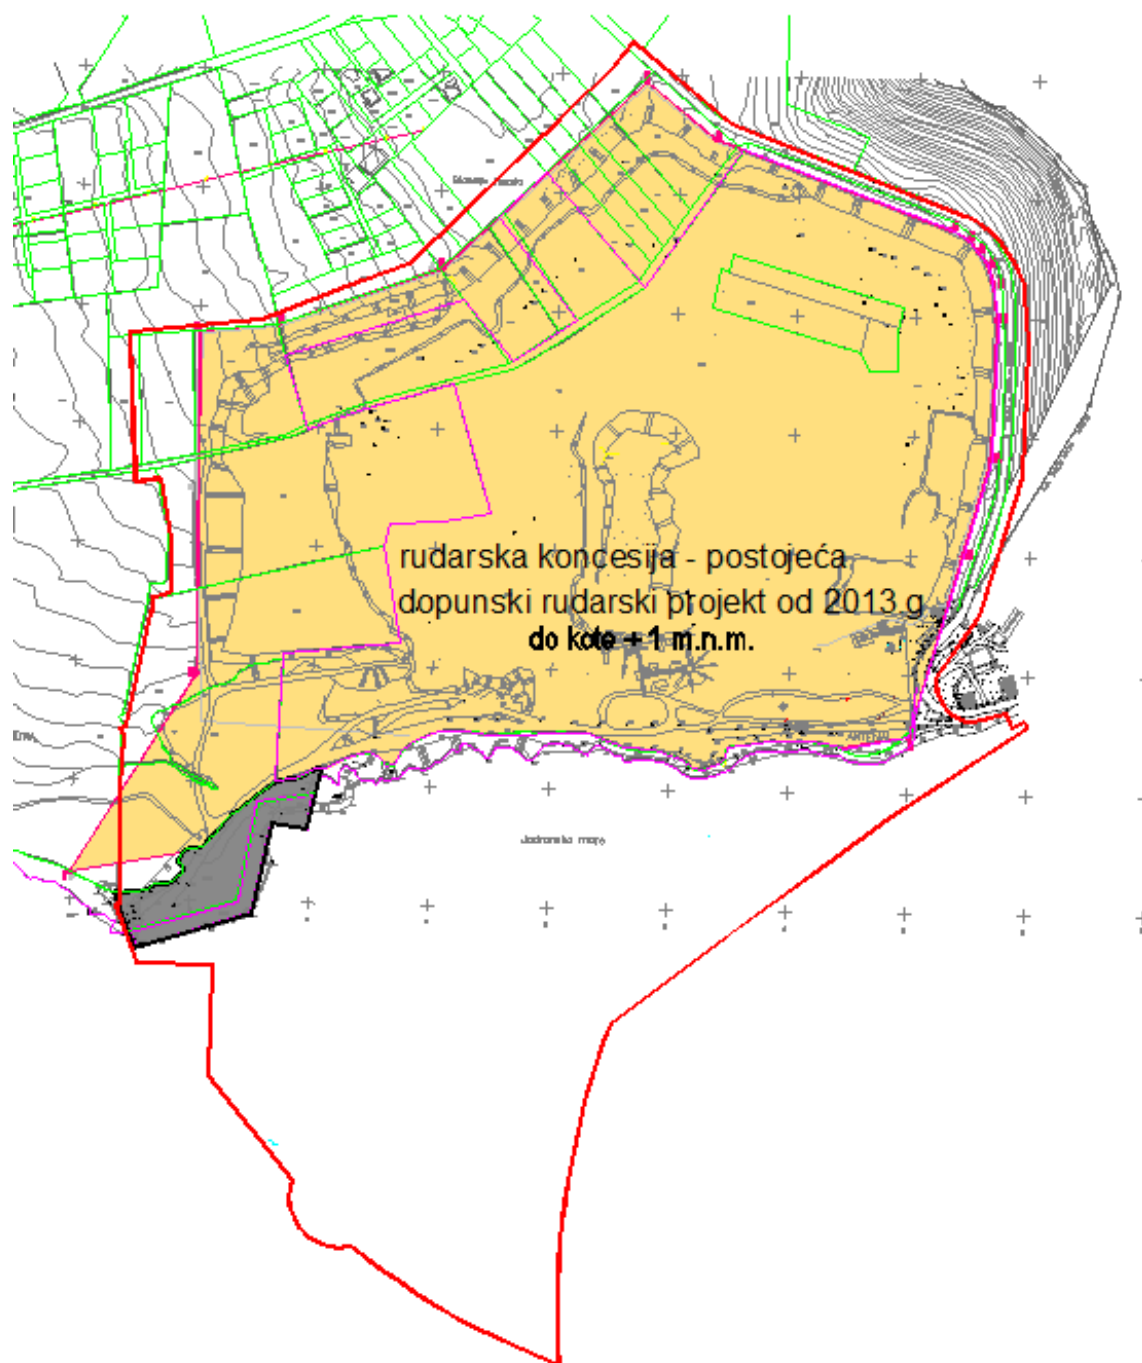 rudarska koncesija - postojeća
dopunski rudarski projekt od 2013 g
do kote + 1 m.n.m.
Jadransko more